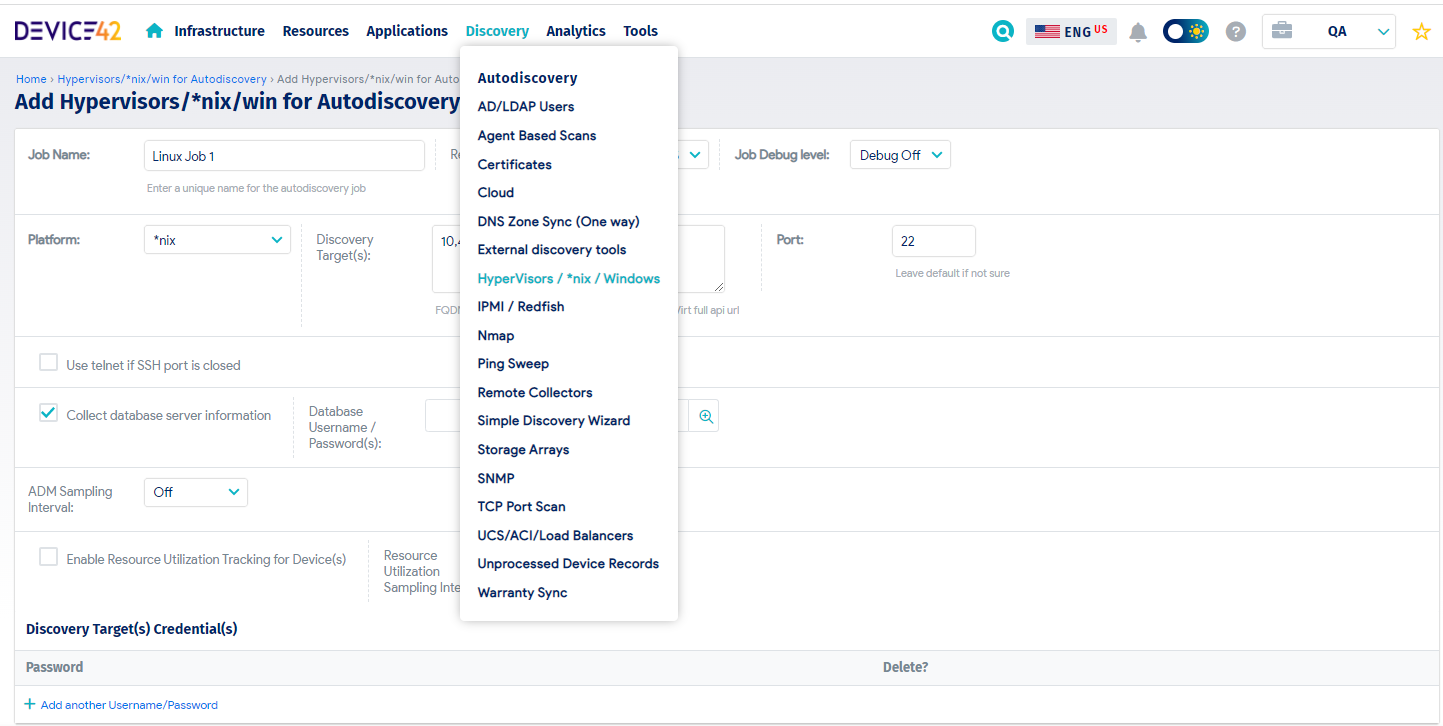 DEVICE42 Infrastructure Resources Applications Discovery Analytics Tools ENG US ? QA
Home › Hypervisors/*nix/win for Autodiscovery › Add Hypervisors/*nix/win for Auto
Add Hypervisors/*nix/win for Autodiscovery
Autodiscovery
AD/LDAP Users
Agent Based Scans
Certificates
Cloud
DNS Zone Sync (One way)
External discovery tools
HyperVisors / *nix / Windows
IPMI / Redfish
Nmap
Ping Sweep
Remote Collectors
Simple Discovery Wizard
Storage Arrays
SNMP
TCP Port Scan
UCS/ACI/Load Balancers
Unprocessed Device Records
Warranty Sync
Job Name: Linux Job 1 Job Debug level: Debug Off
Enter a unique name for the autodiscovery job
Platform: *nix Discovery
Target(s): 10,4 Port: 22
Leave default if not sure
FQDN full api url
Use telnet if SSH port is closed
Collect database server information Database
Username /
Password(s):
ADM Sampling
Interval: Off
Enable Resource Utilization Tracking for Device(s) Resource
Utilization
Sampling Inte
Discovery Target(s) Credential(s)
Password Delete?
+ Add another Username/Password